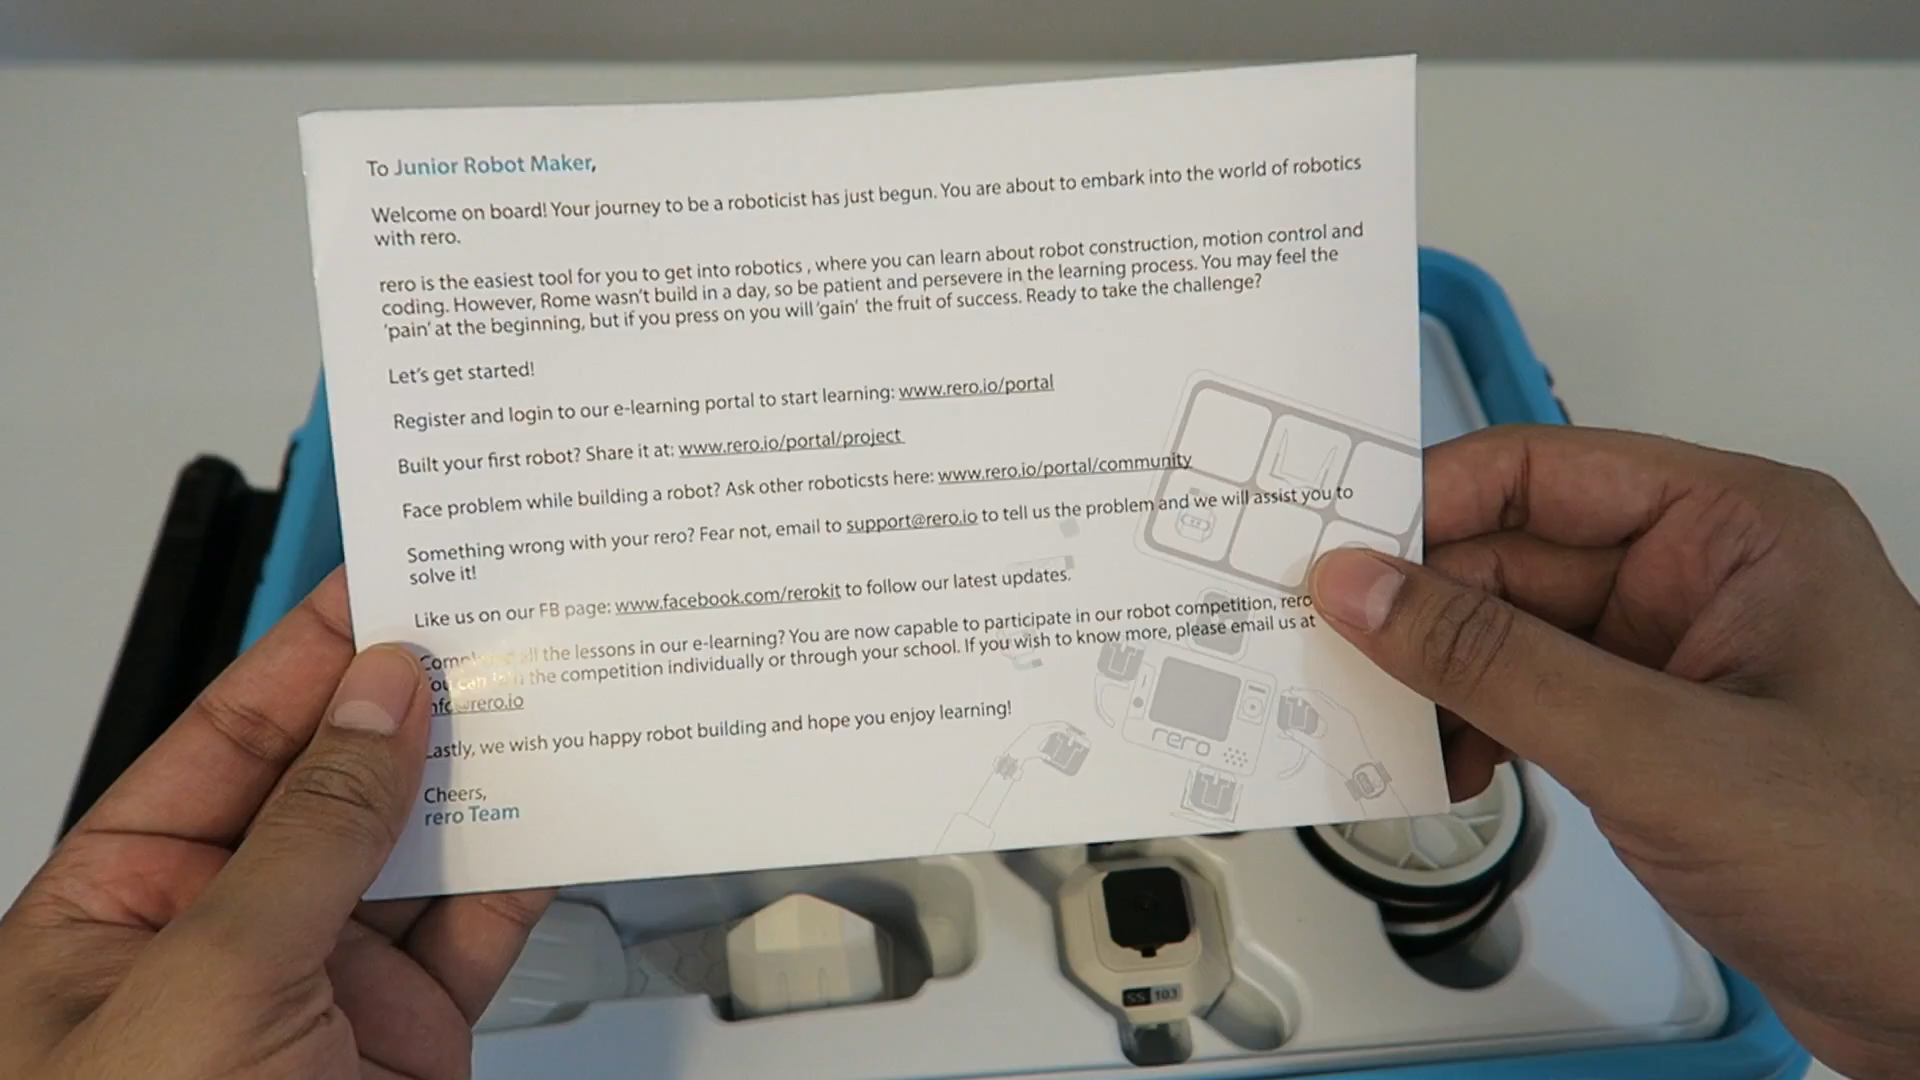 To Junior Robot Maker,
Welcome on board! Your journey to be a roboticist has just begun. You are about to embark into the world of robotics
with rero.
rero is the easiest tool for you to get into robotics , where you can learn about robot construction, motion control and
coding. However, Rome wasn't build in a day, so be patient and persevere in the learning process. You may feel the
'pain' at the beginning, but if you press on you will 'gain' the fruit of success. Ready to take the challenge?
Let's get started!
Register and login to our e-learning portal to start learning: www.rero.io/portal
Built your first robot? Share it at: www.rero.io/portal/project
Face problem while building a robot? Ask other roboticsts here: www.rero.io/portal/community
Something wrong with your rero? Fear not, email to support@rero.io to tell us the problem and we will assist you to
solve it!
Like us on our FB page: www.facebook.com/rerokit to follow our latest updates.
all the lessons in our e-learning? You are now capable to participate in our robot competition, rero
You can join the competition individually or through your school. If you wish to know more, please email us at
info@rero.io
Lastly, we wish you happy robot building and hope you enjoy learning!
Cheers,
rero Team
rero
SS 103